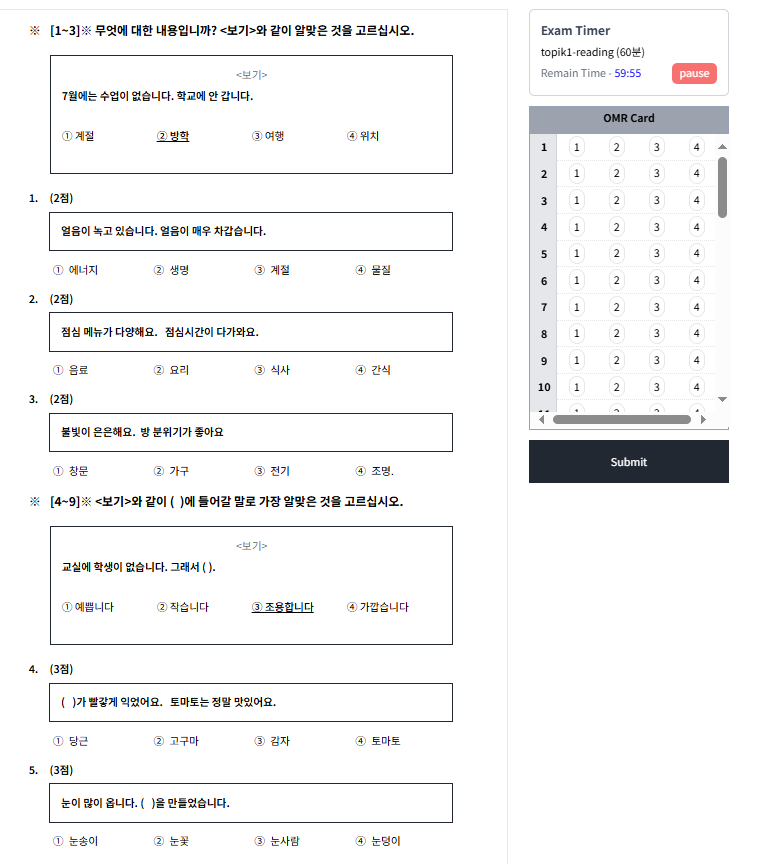 ※ [1~3]※ 무엇에 대한 내용입니까? <보기>와 같이 알맞은 것을 고르십시오.
<보기>
7월에는 수업이 없습니다. 학교에 안 갑니다.
① 계절 ② 방학 ③ 여행 ④ 위치
1. (2점)
얼음이 녹고 있습니다. 얼음이 매우 차갑습니다.
① 에너지 ② 생명 ③ 계절 ④ 물질
2. (2점)
점심 메뉴가 다양해요. 점심시간이 다가와요.
① 음료 ② 요리 ③ 식사 ④ 간식
3. (2점)
불빛이 은은해요. 방 분위기가 좋아요
① 창문 ② 가구 ③ 전기 ④ 조명.
※ [4~9]※ <보기>와 같이 ( )에 들어갈 말로 가장 알맞은 것을 고르십시오.
<보기>
교실에 학생이 없습니다. 그래서 ( ).
① 예쁩니다 ② 작습니다 ③ 조용합니다 ④ 가깝습니다
4. (3점)
( )가 빨갛게 익었어요. 토마토는 정말 맛있어요.
① 당근 ② 고구마 ③ 김자 ④ 토마토
5. (3점)
눈이 많이 옵니다. ( )을 만들었습니다.
① 눈송이 ② 눈꽃 ③ 눈사람 ④ 눈덩이
Exam Timer
topik1-reading (60분)
Remain Time - 59:55 pause
OMR Card
1 1 2 3 4
2 1 2 3 4
3 1 2 3 4
4 1 2 3 4
5 1 2 3 4
6 1 2 3 4
7 1 2 3 4
8 1 2 3 4
9 1 2 3 4
10 1 2 3 4
Submit